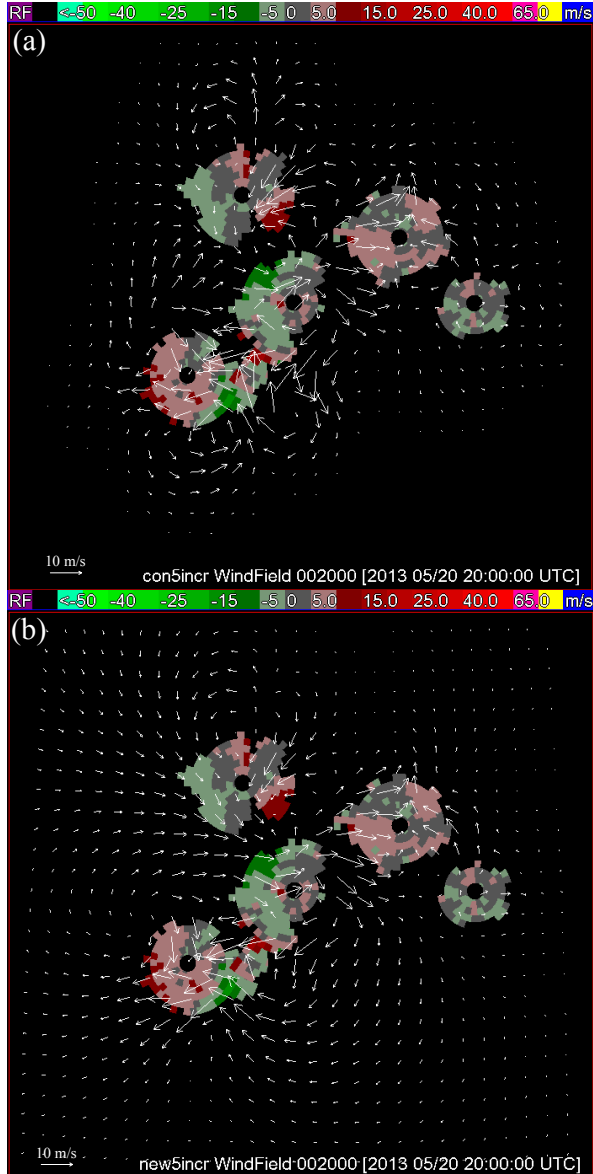 RF <-50 -40 -25 -15 -5 0 5.0 15.0 25.0 40.0 65.0 m/s
(a)
10 m/s
con5incr WindField 002000 [2013 05/20 20:00:00 UTC]
RF <-50 -40 -25 -15 -5 0 5.0 15.0 25.0 40.0 65.0 m/s
(b)
10 m/s
new5incr WindField 002000 [2013 05/20 20:00:00 UTC]